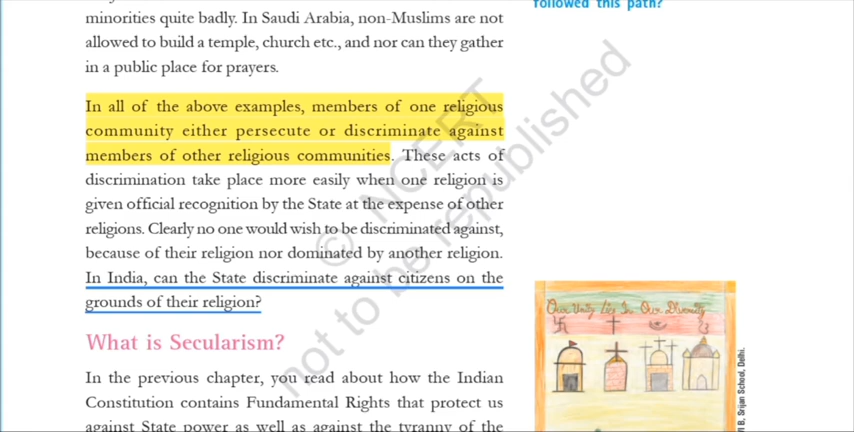 followed this path?
minorities quite badly. In Saudi Arabia, non-Muslims are not
allowed to build a temple, church etc., and nor can they gather
in a public place for prayers.
In all of the above examples, members of one religious
community either persecute or discriminate against
members of other religious communities. These acts of
discrimination take place more easily when one religion is
given official recognition by the State at the expense of other
religions. Clearly no one would wish to be discriminated against,
because of their religion nor dominated by another religion.
In India, can the State discriminate against citizens on the
grounds of their religion?
What is Secularism?
In the previous chapter, you read about how the Indian
Constitution contains Fundamental Rights that protect us
against State power as well as against the tyranny of the
Our Unity Lies In Our Diversity
B, Srijan School, Delhi.
© NCERT
not to be republished